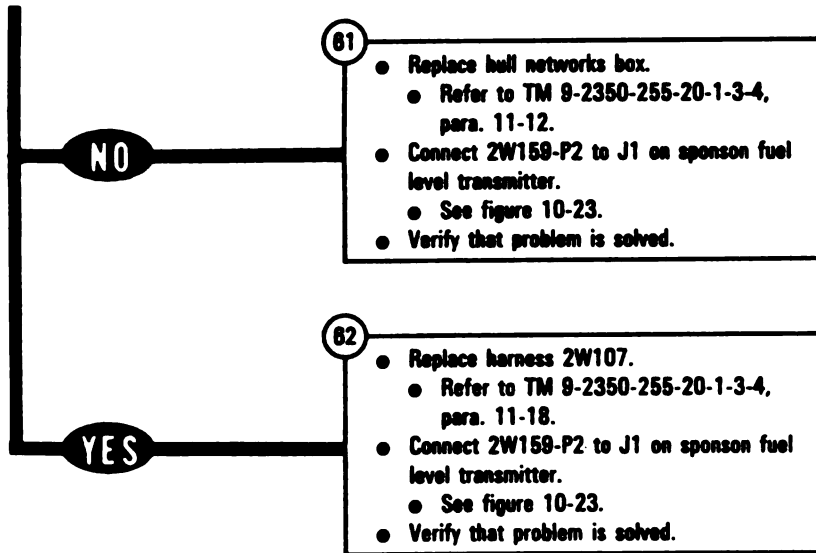 61
● Replace hull networks box.
● Refer to TM 9-2350-255-20-1-3-4,
para. 11-12.
● Connect 2W159-P2 to J1 on sponson fuel
level transmitter.
● See figure 10-23.
● Verify that problem is solved.
NO
62
● Replace harness 2W107.
● Refer to TM 9-2350-255-20-1-3-4,
para. 11-18.
● Connect 2W159-P2 to J1 on sponson fuel
level transmitter.
● See figure 10-23.
● Verify that problem is solved.
YES